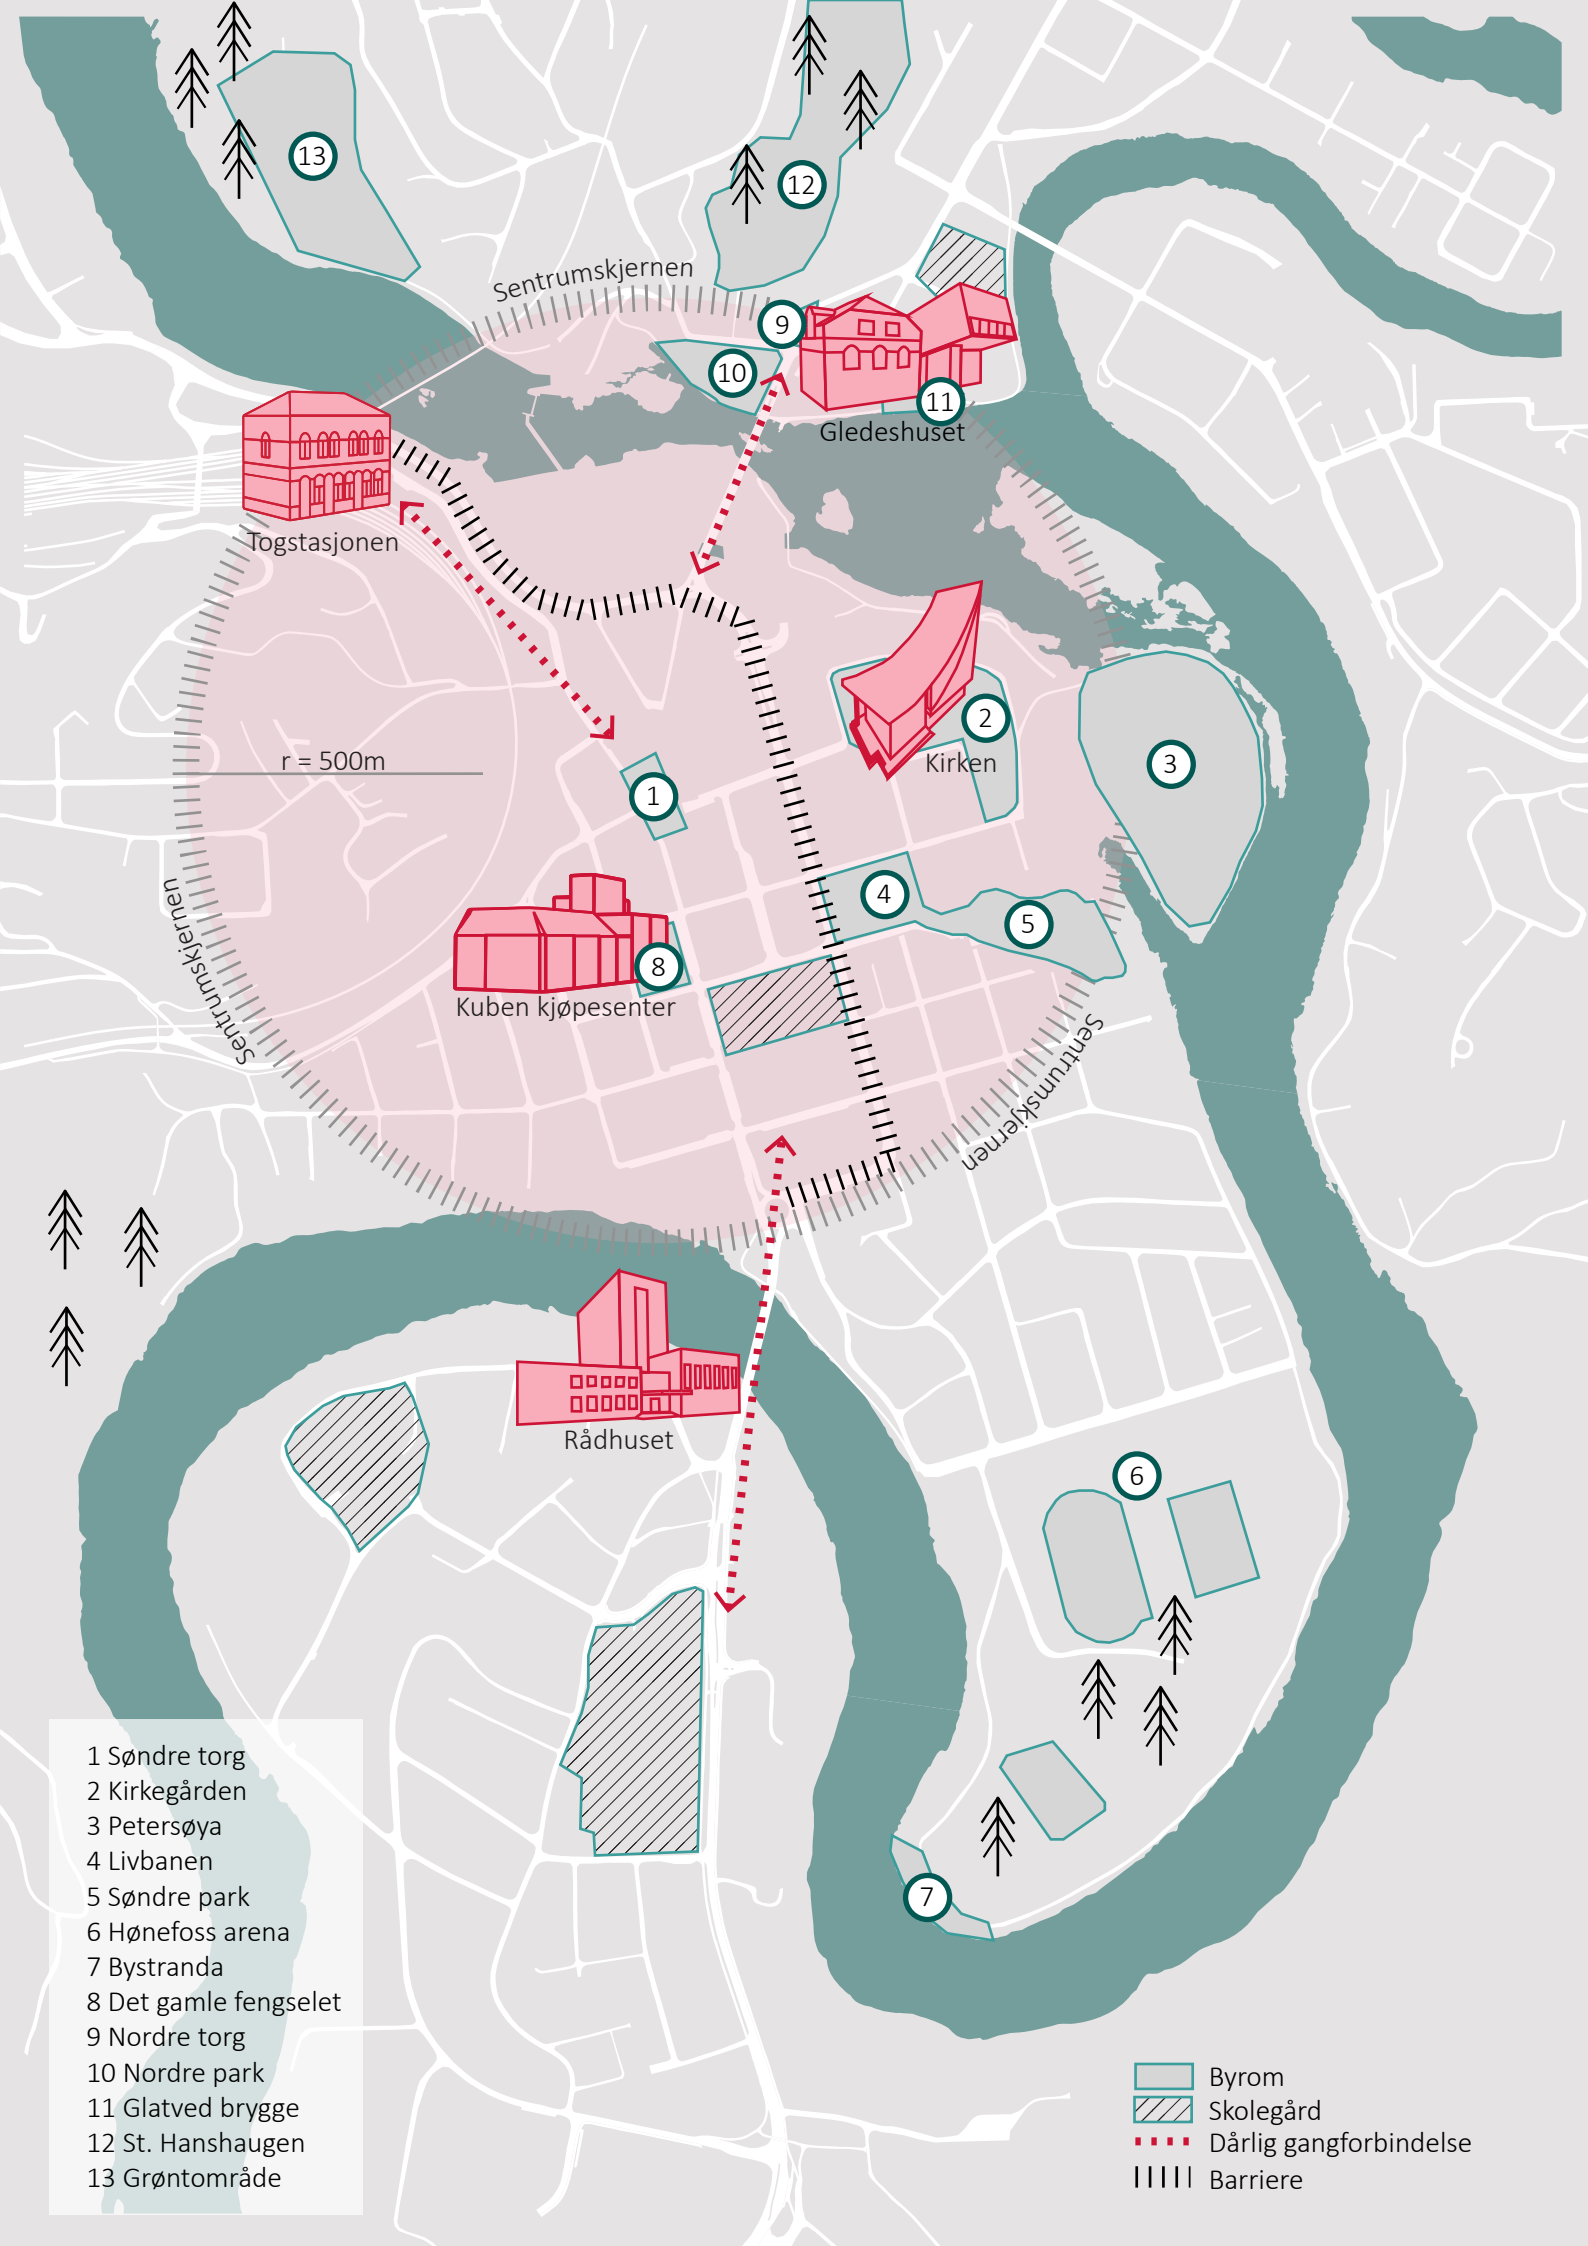 13
12
Sentrumskjernen
9
10
11
Gledeshuset
Togstasjonen
2
Kirken
3
r = 500m
1
4
5
Sentrumskjernen
8
Kuben kjøpesenter
Sentrumskjernen
Rådhuset
6
7
1 Søndre torg
2 Kirkegården
3 Petersøya
4 Livbanen
5 Søndre park
6 Hønefoss arena
7 Bystranda
8 Det gamle fengselet
9 Nordre torg
10 Nordre park
11 Glatved brygge
12 St. Hanshaugen
13 Grøntområde
Byrom
Skolegård
Dårlig gangforbindelse
Barriere